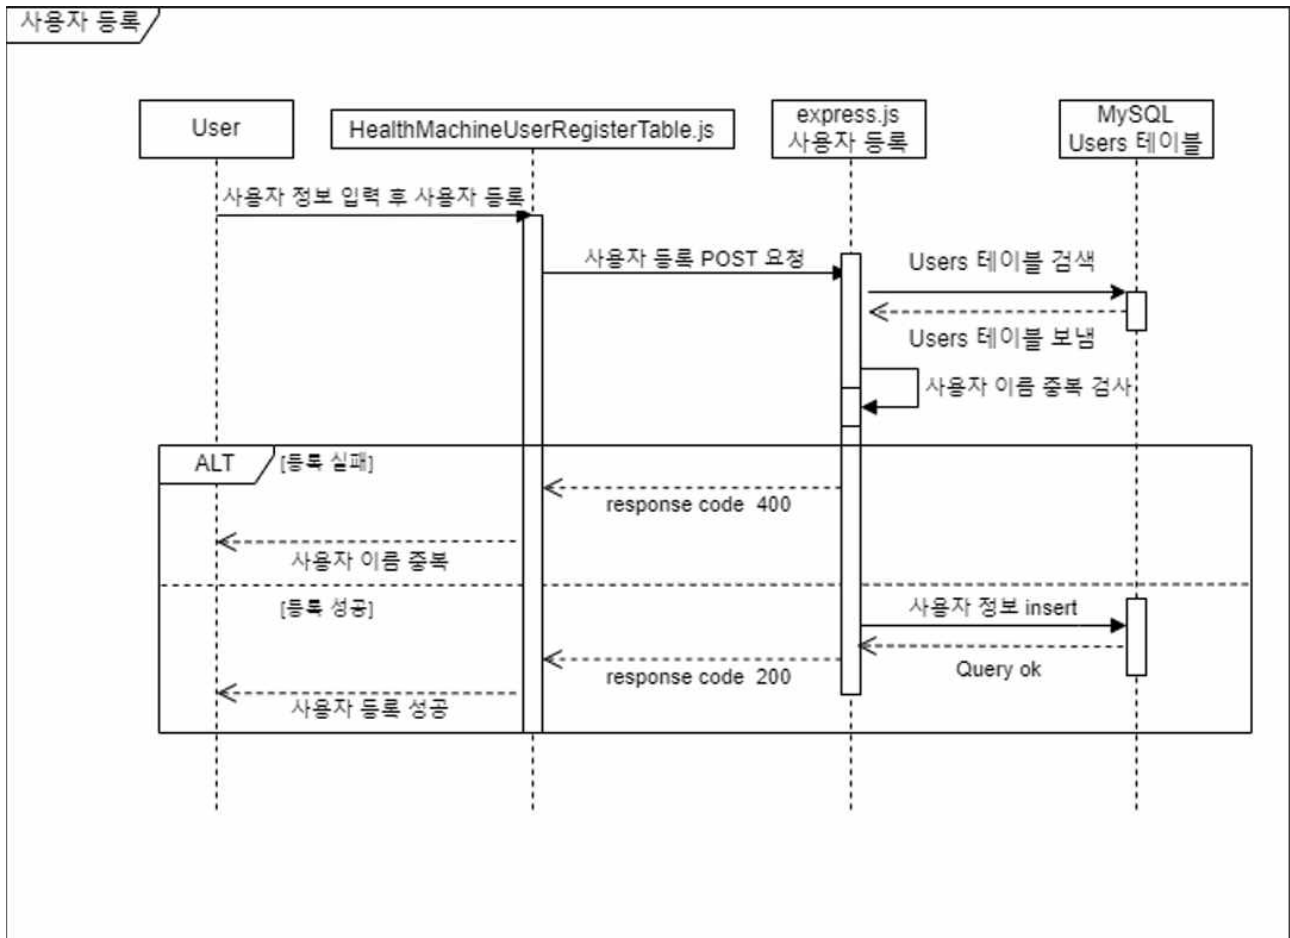 사용자 등록
User
HealthMachineUserRegisterTable.js
express.js
사용자 등록
MySQL
Users 테이블
사용자 정보 입력 후 사용자 등록
사용자 등록 POST 요청
Users 테이블 검색
Users 테이블 보냄
사용자 이름 중복 검사
ALT
[등록 실패]
response code 400
사용자 이름 중복
[등록 성공]
사용자 정보 insert
Query ok
response code 200
사용자 등록 성공